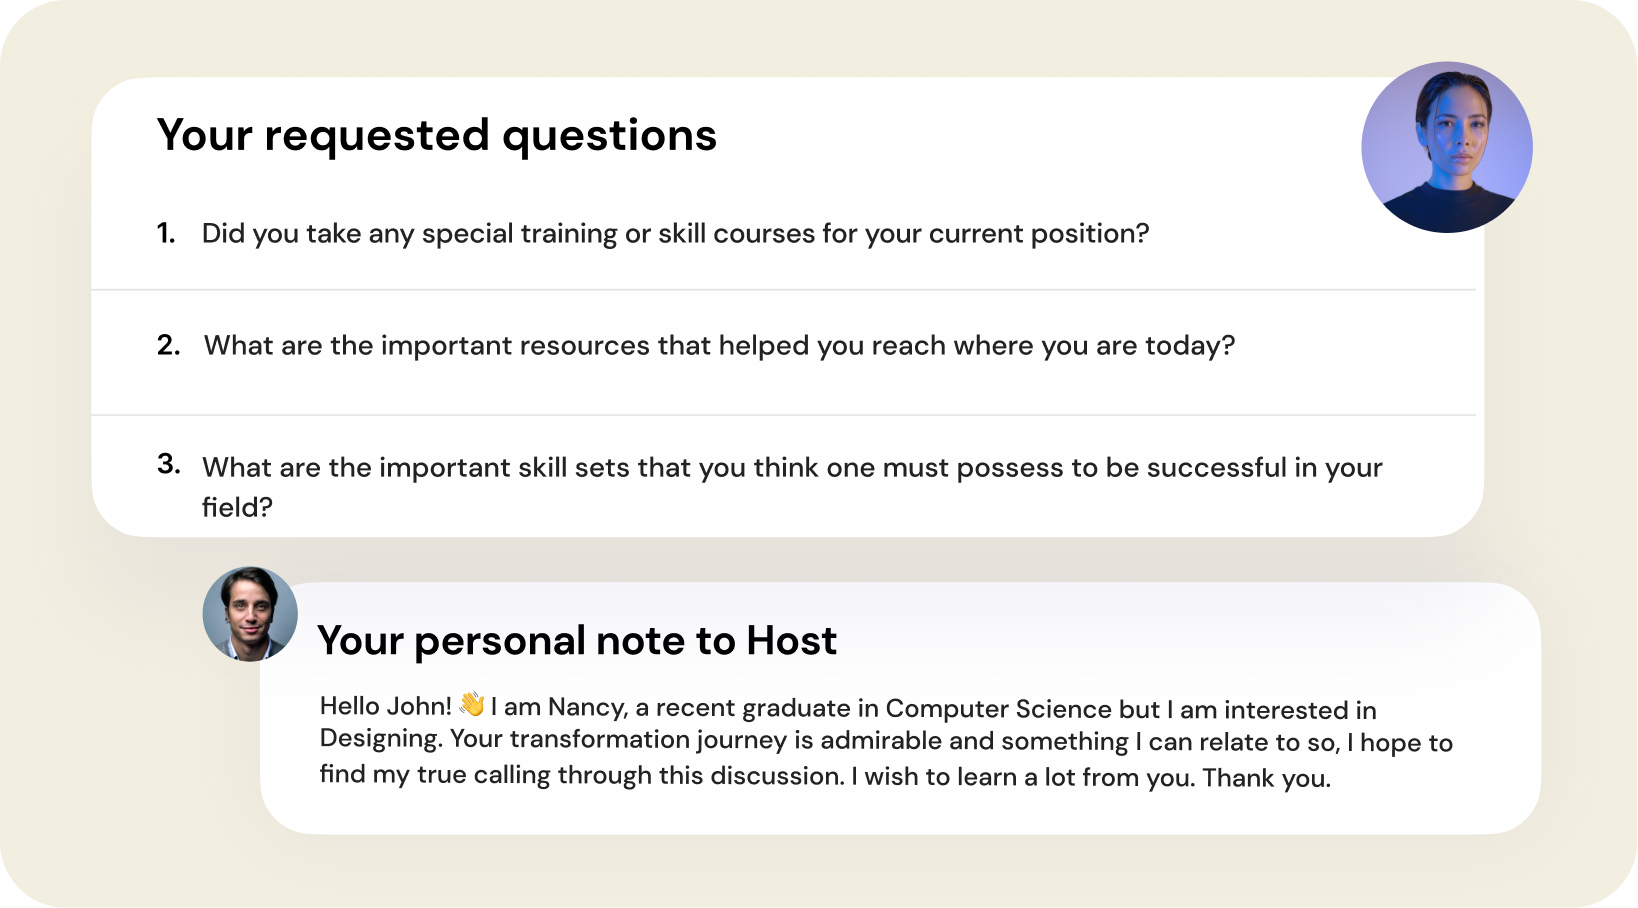 Your requested questions
1. Did you take any special training or skill courses for your current position?
2. What are the important resources that helped you reach where you are today?
3. What are the important skill sets that you think one must possess to be successful in your
field?
Your personal note to Host
Hello John! 👋 I am Nancy, a recent graduate in Computer Science but I am interested in
Designing. Your transformation journey is admirable and something I can relate to so, I hope to
find my true calling through this discussion. I wish to learn a lot from you. Thank you.